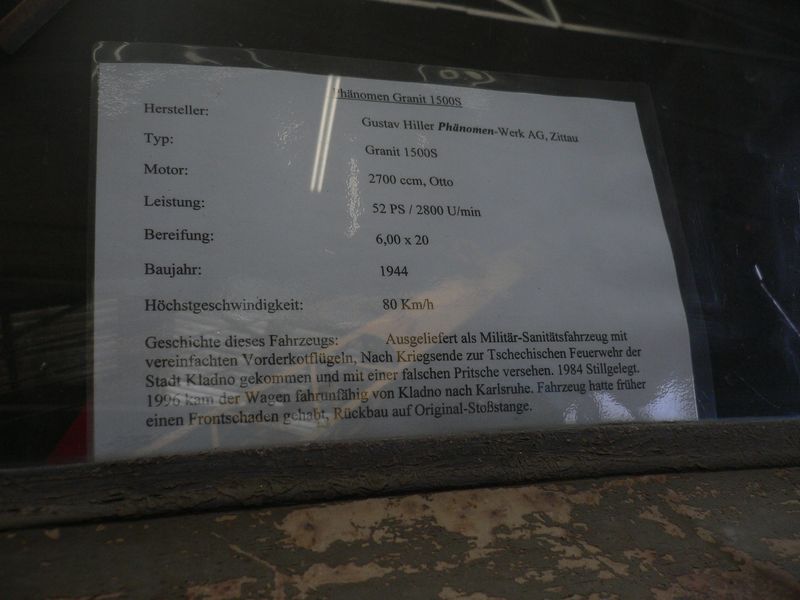 Phänomen Granit 1500S
Hersteller: Gustav Hiller Phänomen-Werk AG, Zittau
Typ: Granit 1500S
Motor: 2700 ccm, Otto
Leistung: 52 PS / 2800 U/min
Bereifung: 6,00 x 20
Baujahr: 1944
Höchstgeschwindigkeit: 80 Km/h
Geschichte dieses Fahrzeugs: Ausgeliefert als Militär-Sanitätsfahrzeug mit
vereinfachten Vorderkotflügeln, Nach Kriegsende zur Tschechischen Feuerwehr der
Stadt Kladno gekommen und mit einer falschen Pritsche versehen. 1984 Stillgelegt.
1996 kam der Wagen fahrunfähig von Kladno nach Karlsruhe. Fahrzeug hatte früher
einen Frontschaden gehabt, Rückbau auf Original-Stoßstange.